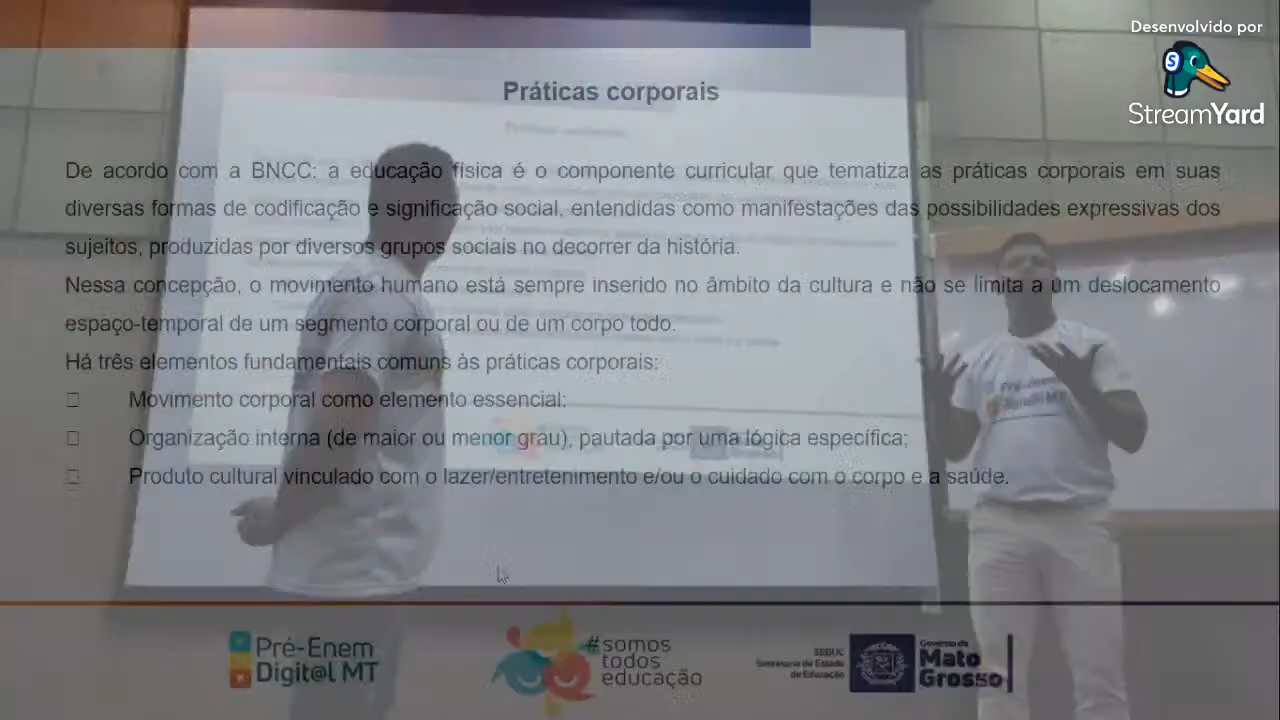 Desenvolvido por
StreamYard
Práticas corporais
De acordo com a BNCC: a educação física é o componente curricular que tematiza as práticas corporais em suas
diversas formas de codificação e significação social, entendidas como manifestações das possibilidades expressivas dos
sujeitos, produzidas por diversos grupos sociais no decorrer da história.
Nessa concepção, o movimento humano está sempre inserido no âmbito da cultura e não se limita a um deslocamento
espaço-temporal de um segmento corporal ou de um corpo todo.
Há três elementos fundamentais comuns às práticas corporais:
Movimento corporal como elemento essencial;
Organização interna (de maior ou menor grau), pautada por uma lógica específica;
Produto cultural vinculado com o lazer/entretenimento e/ou o cuidado com o corpo e a saúde.
Pré-Enem
Digit@l MT
#somos
todos
educação
SEDUC
Secretaria de Estado
de Educação
Governo de
Mato
Grosso